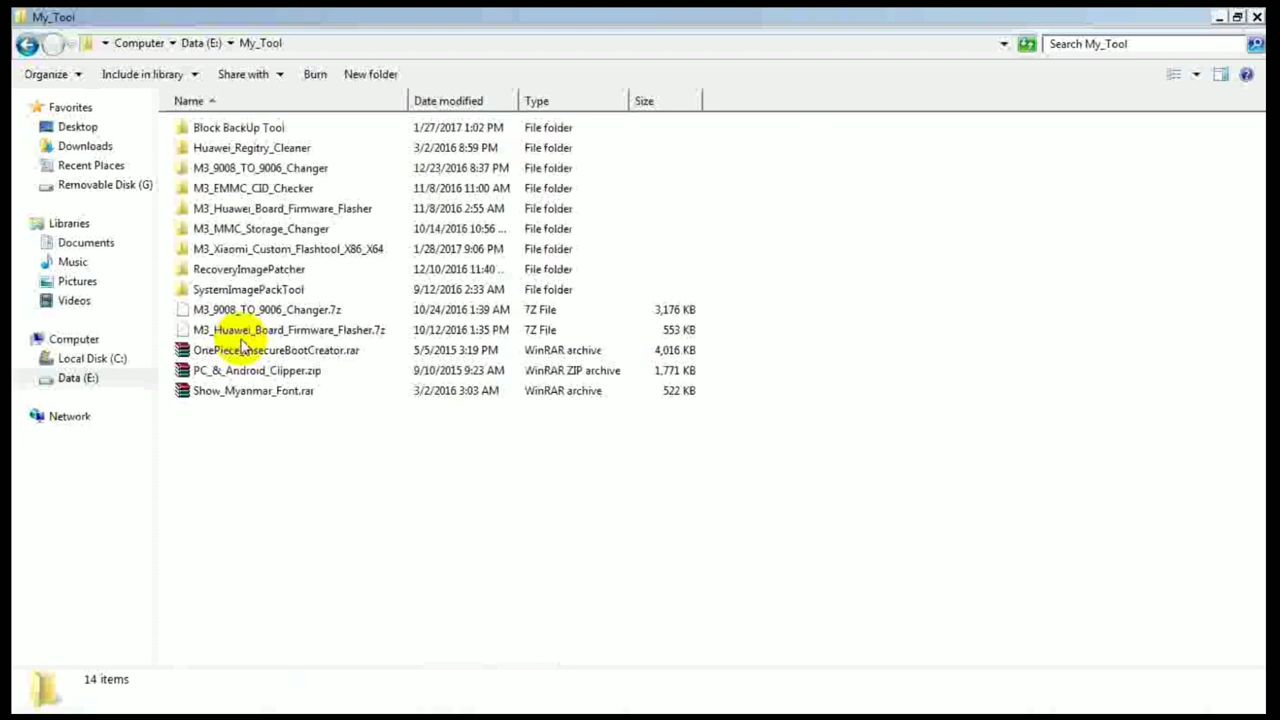 My_Tool
Computer Data (E:) My_Tool
Search My_Tool
Organize Include in library Share with Burn New folder
Name Date modified Type Size
Favorites
Desktop
Downloads
Recent Places
Removable Disk (G)
Libraries
Documents
Music
Pictures
Videos
Computer
Local Disk (C:)
Data (E:)
Network
Block BackUp Tool 1/27/2017 1:02 PM File folder
Huawei_Regitry_Cleaner 3/2/2016 8:59 PM File folder
M3_9008_TO_9006_Changer 12/23/2016 8:37 PM File folder
M3_EMMC_CID_Checker 11/8/2016 11:00 AM File folder
M3_Huawei_Board_Firmware_Flasher 11/8/2016 2:55 AM File folder
M3_MMC_Storage_Changer 10/14/2016 10:56 ... File folder
M3_Xiaomi_Custom_Flashtool_X86_X64 1/28/2017 9:06 PM File folder
RecoveryImagePatcher 12/10/2016 11:40 ... File folder
SystemImagePackTool 9/12/2016 2:33 AM File folder
M3_9008_TO_9006_Changer.7z 10/24/2016 1:39 AM 7Z File 3,176 KB
M3_Huawei_Board_Firmware_Flasher.7z 10/12/2016 1:35 PM 7Z File 553 KB
OnePieceInsecureBootCreator.rar 5/5/2015 3:19 PM WinRAR archive 4,016 KB
PC_&_Android_Clipper.zip 9/10/2015 9:23 AM WinRAR ZIP archive 1,771 KB
Show_Myanmar_Font.rar 3/2/2016 3:03 AM WinRAR archive 522 KB
14 items